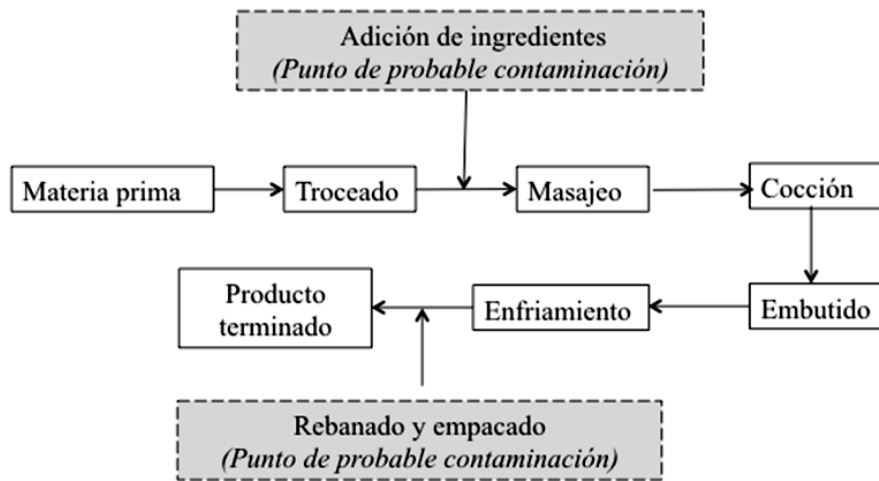 Adición de ingredientes
(Punto de probable contaminación)
Materia prima
Troceado
Masajeo
Cocción
Producto
terminado
Enfriamiento
Embutido
Rebanado y empacado
(Punto de probable contaminación)